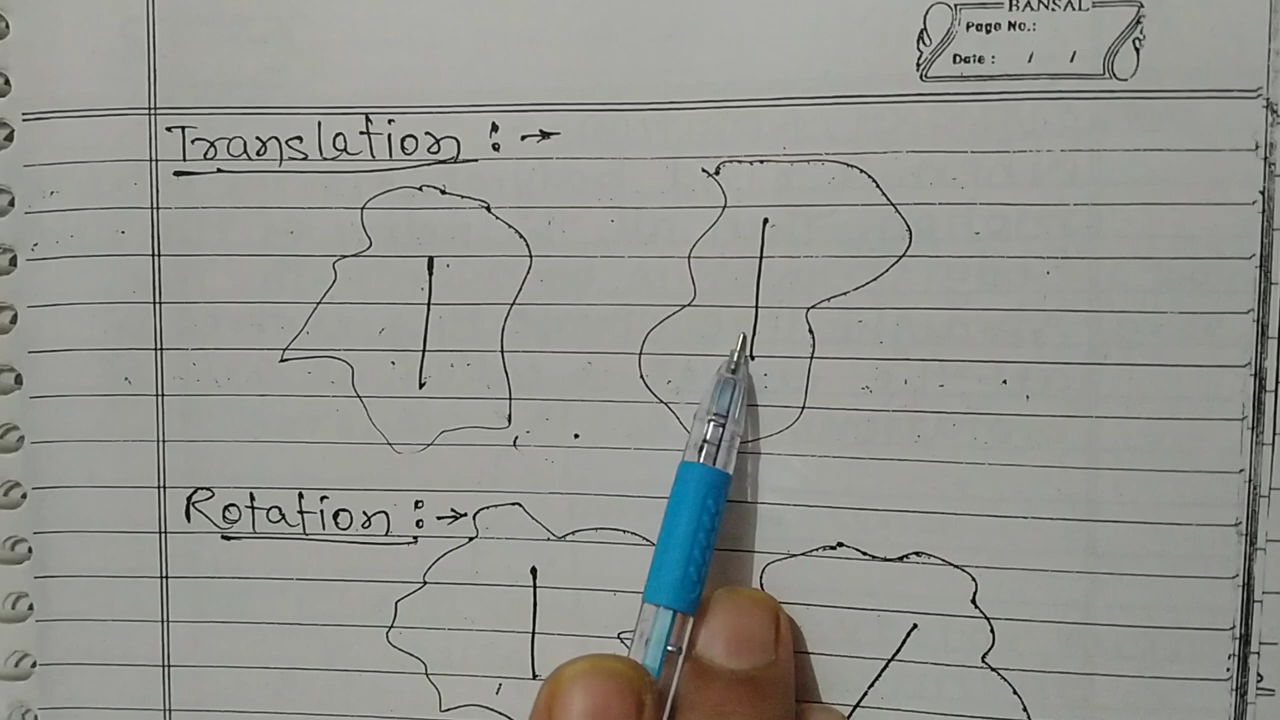 BANSAL
Page No.:
Date : / /
Translation :→
Rotation :→